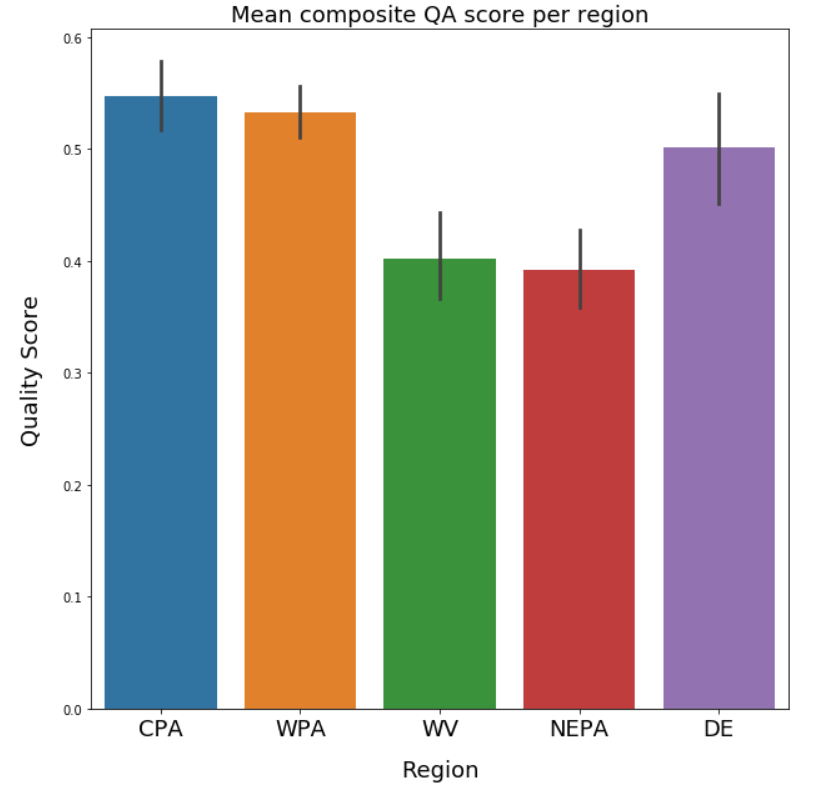 Mean composite QA score per region
0.6
0.5
0.4
0.3
0.2
0.1
0.0
Quality Score
CPA WPA WV NEPA DE
Region